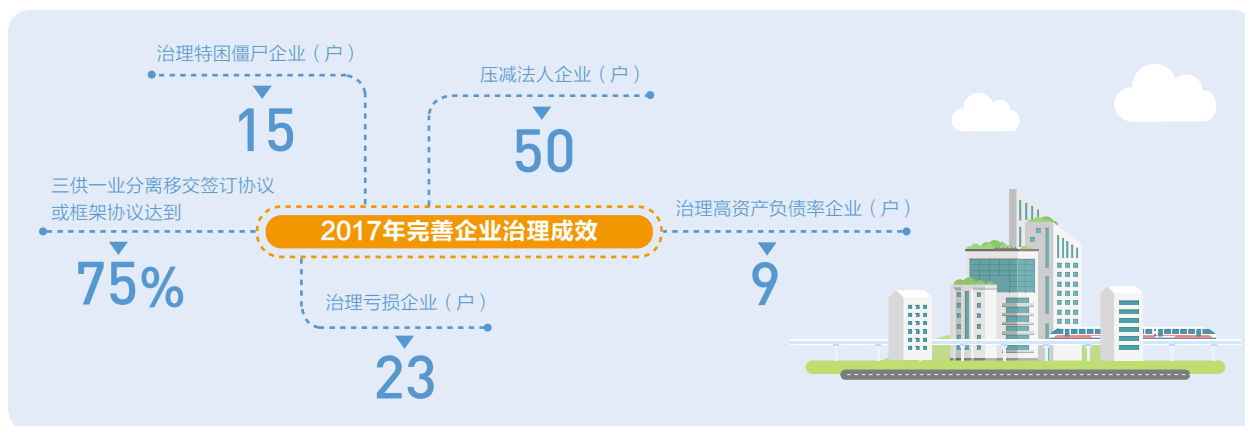 治理特困僵尸企业（户）
15
压减法人企业（户）
50
三供一业分离移交签订协议
或框架协议达到
75%
2017年完善企业治理成效
治理高资产负债率企业（户）
9
治理亏损企业（户）
23